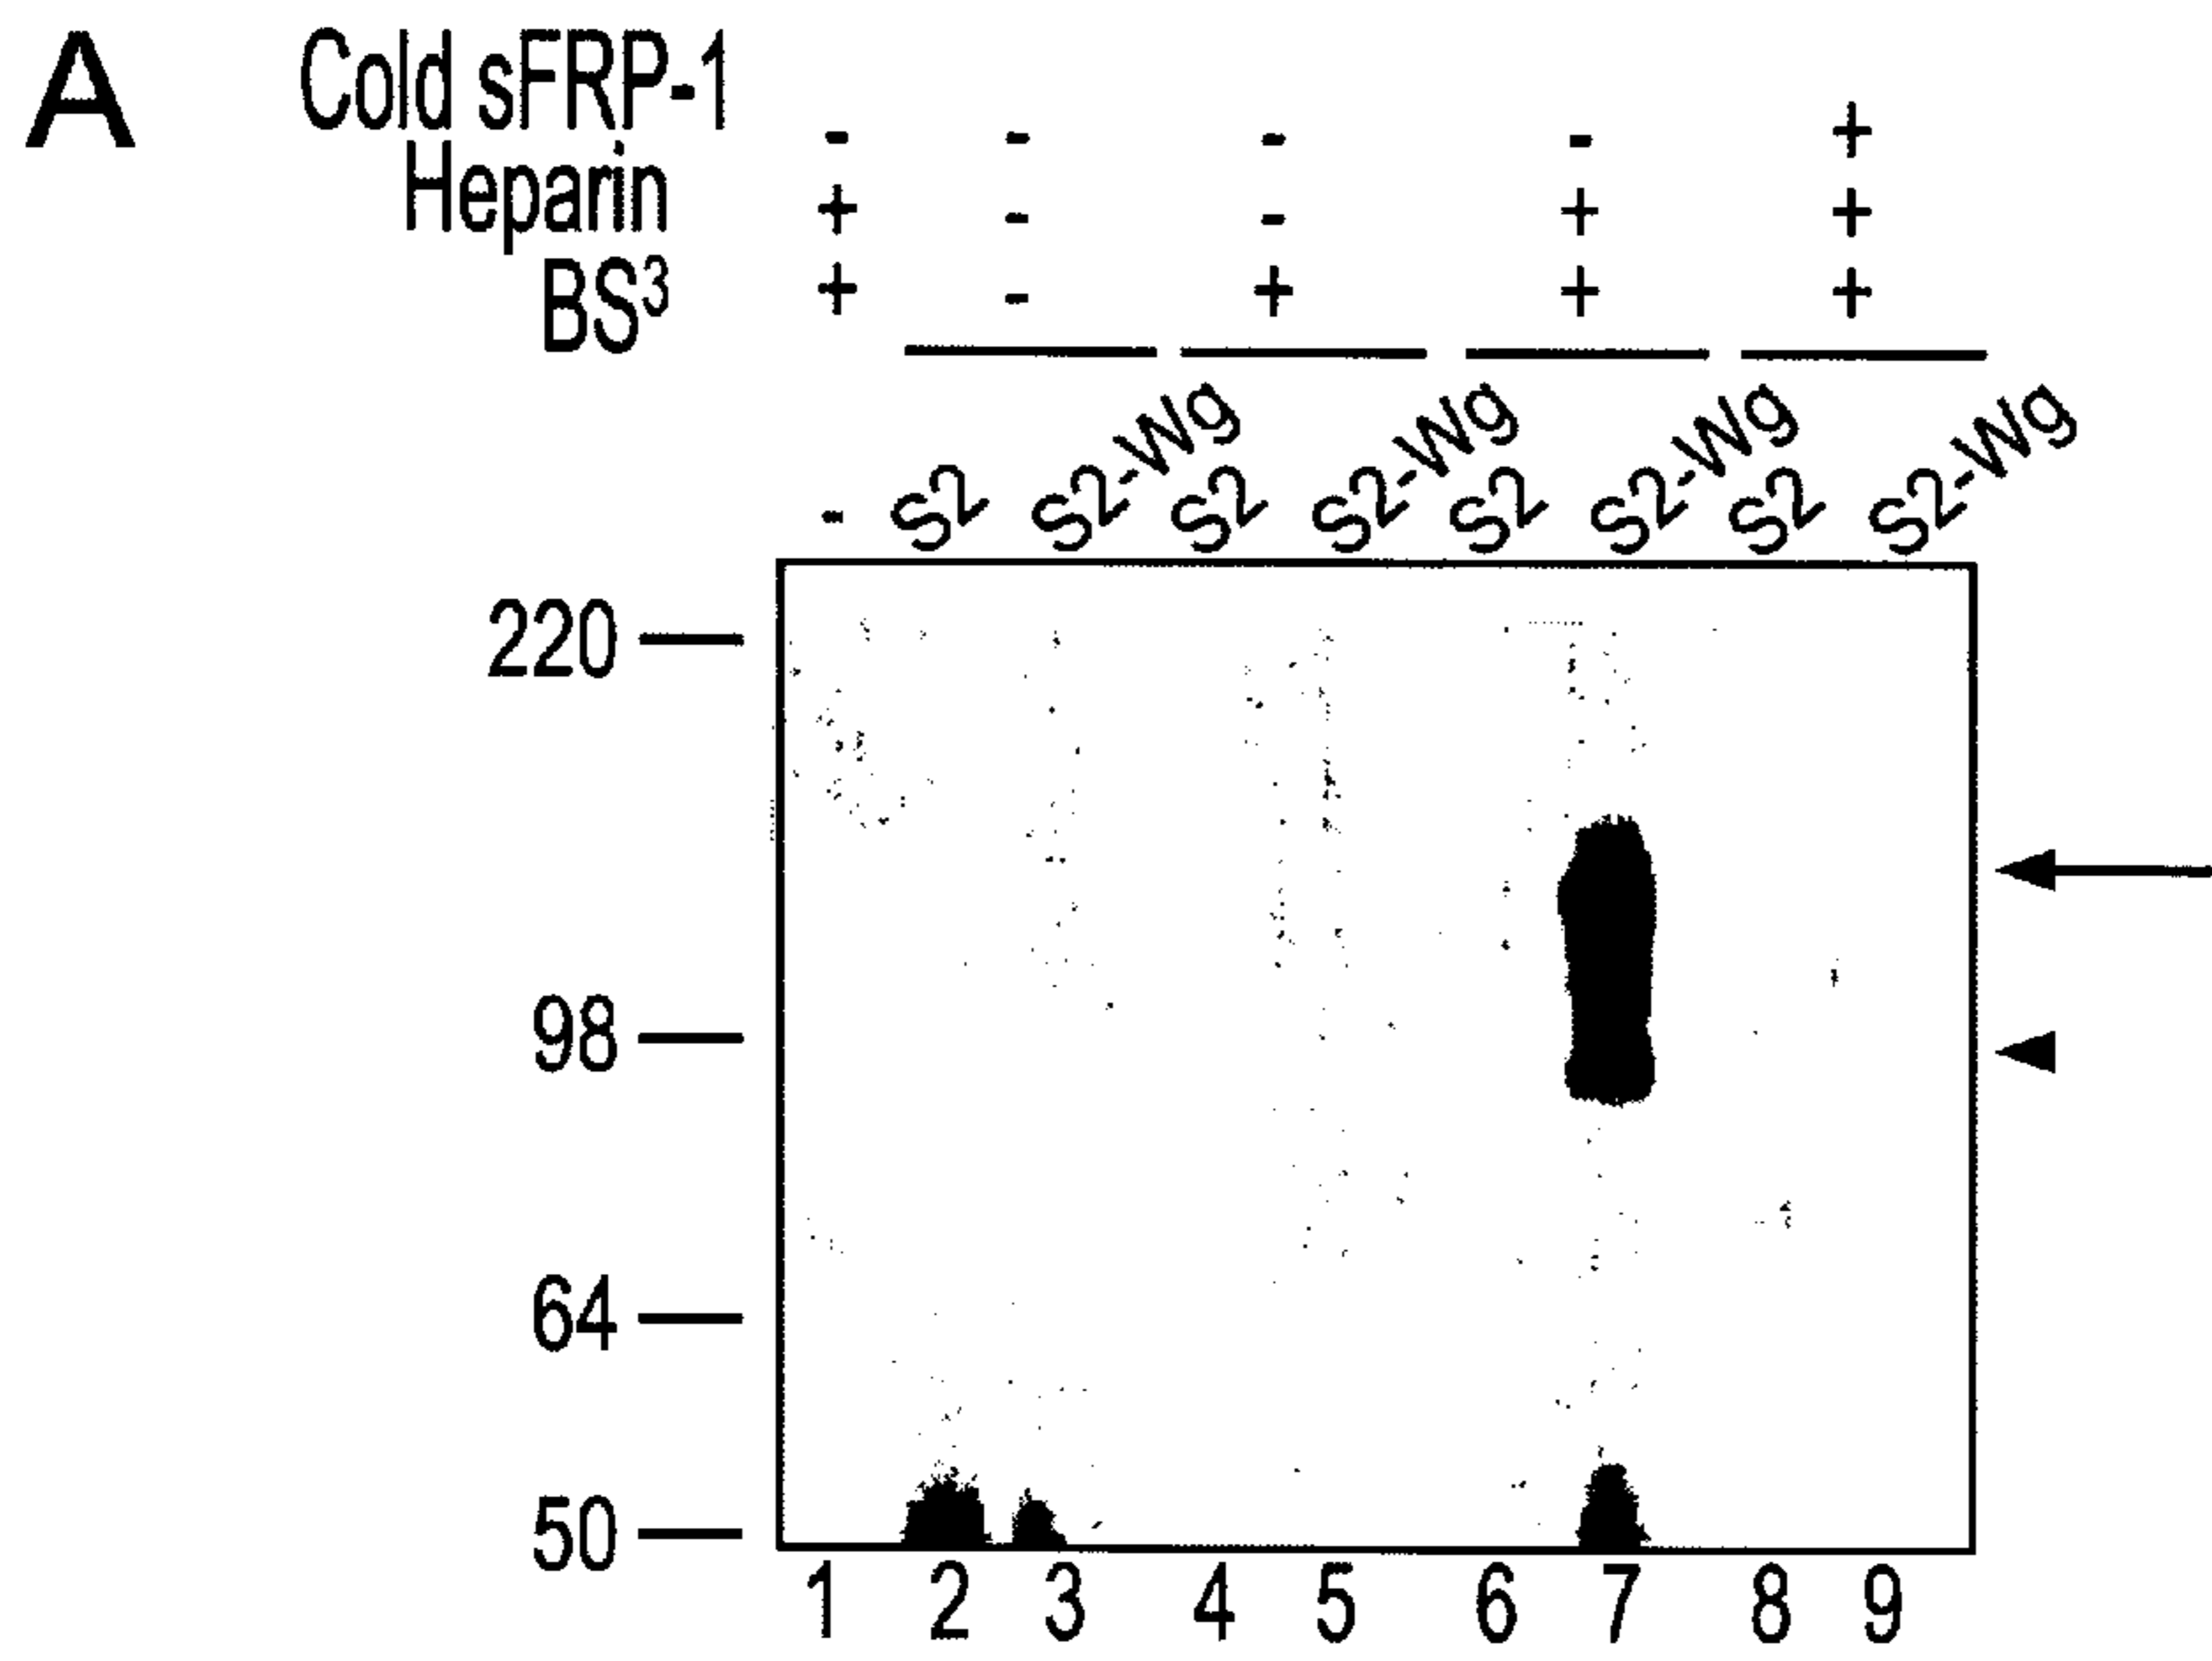 A
Cold sFRP-1 - - - - +
Heparin + - - + +
BS³ + - + + +
- S2 S2-Wg S2 S2-Wg S2 S2-Wg S2 S2-Wg
220
98
64
50
1 2 3 4 5 6 7 8 9